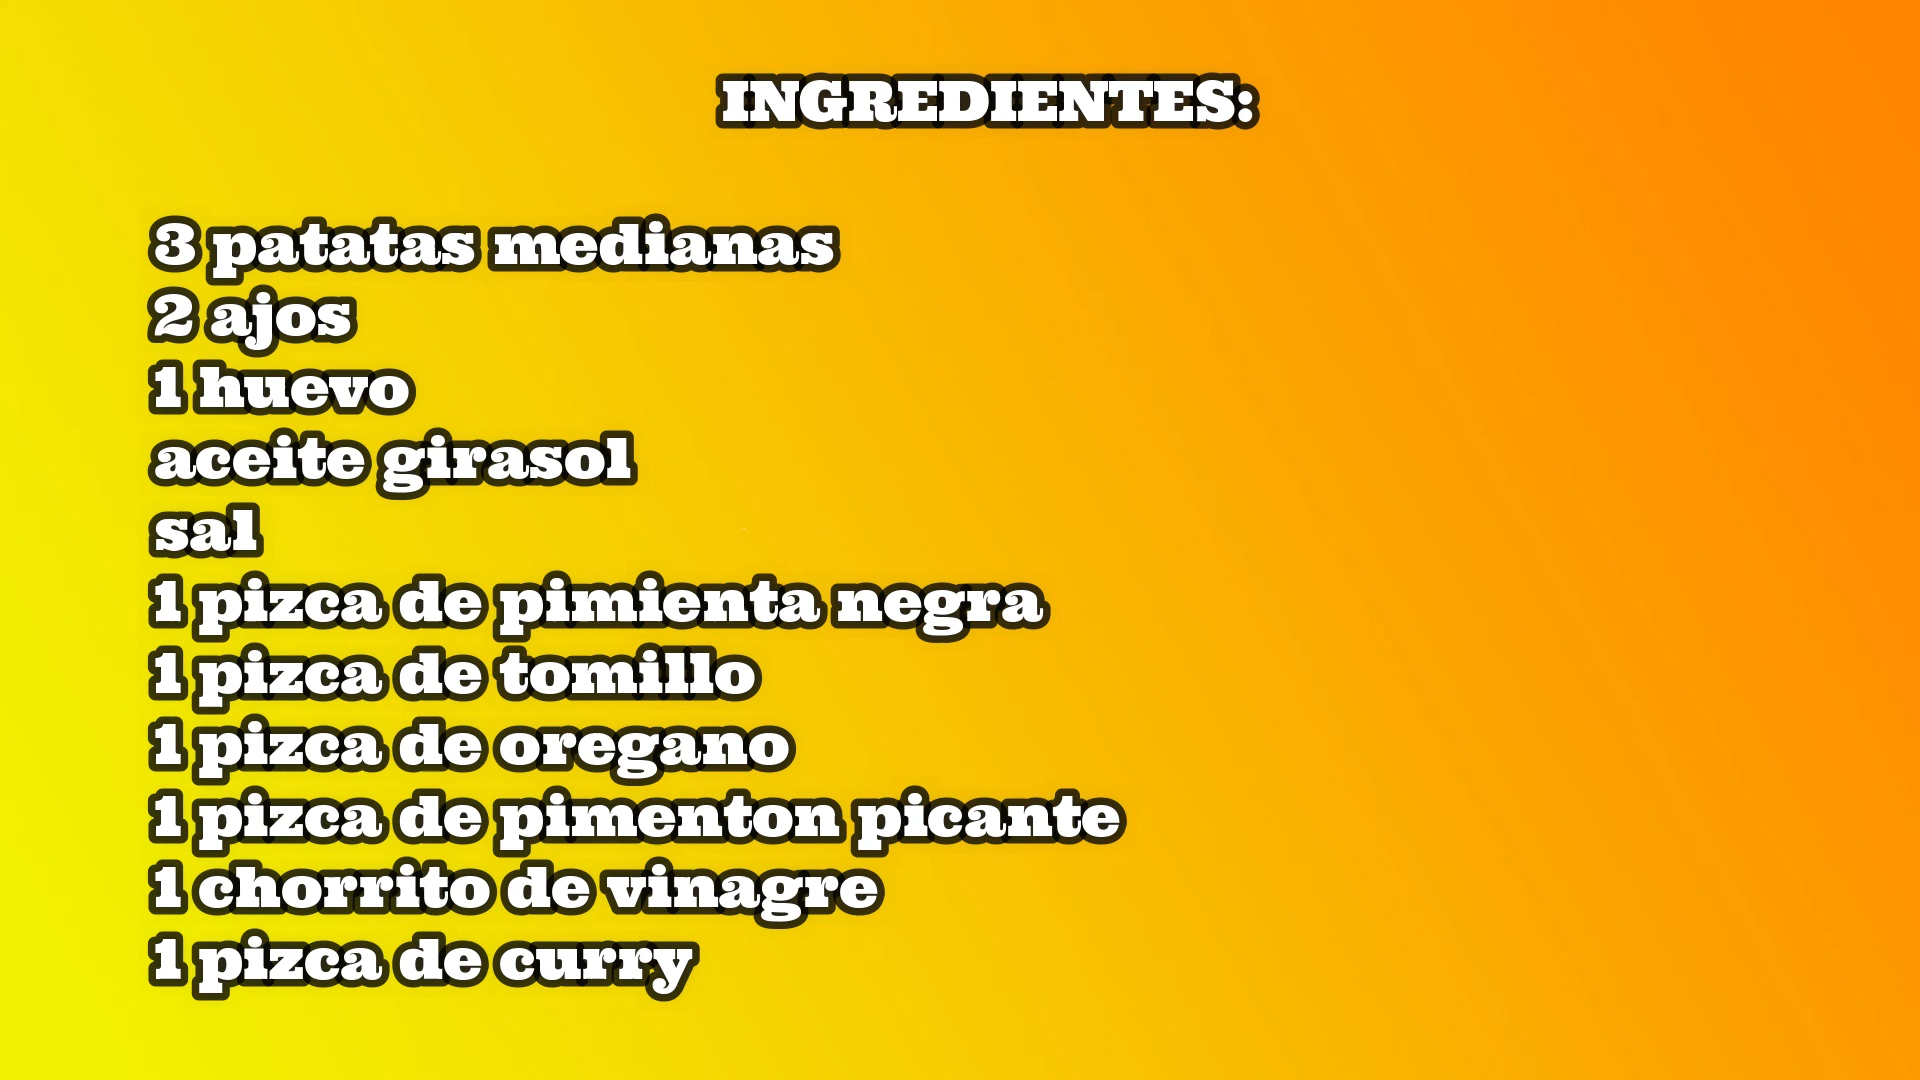 INGREDIENTES:
3 patatas medianas
2 ajos
1 huevo
aceite girasol
sal
1 pizca de pimienta negra
1 pizca de tomillo
1 pizca de oregano
1 pizca de pimenton picante
1 chorrito de vinagre
1 pizca de curry